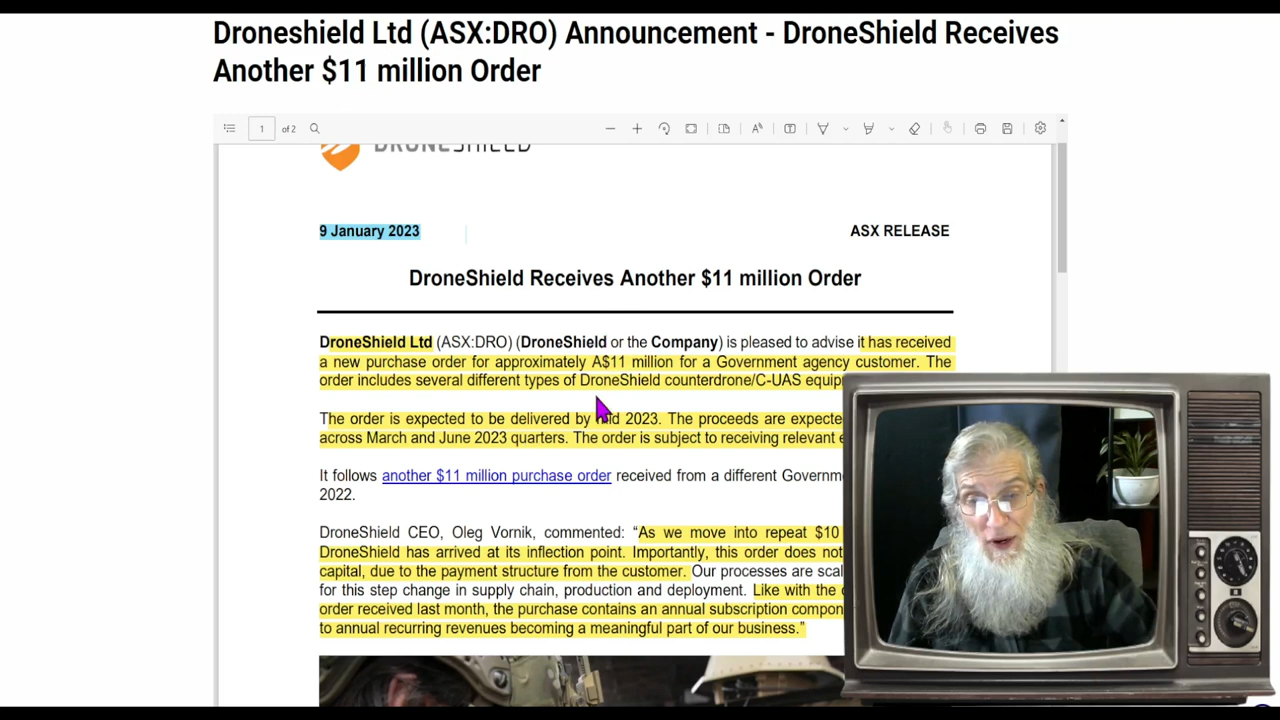 Droneshield Ltd (ASX:DRO) Announcement - DroneShield Receives
Another $11 million Order
1 of 2
DRONESHIELD
9 January 2023
ASX RELEASE
DroneShield Receives Another $11 million Order
DroneShield Ltd (ASX:DRO) (DroneShield or the Company) is pleased to advise it has received
a new purchase order for approximately A$11 million for a Government agency customer. The
order includes several different types of DroneShield counterdrone/C-UAS
The order is expected to be delivered by mid 2023. The proceeds are
across March and June 2023 quarters. The order is subject to receiving relevant
It follows another $11 million purchase order received from a different
2022.
DroneShield CEO, Oleg Vornik, commented: “As we move into repeat $10
DroneShield has arrived at its inflection point. Importantly, this order does not
capital, due to the payment structure from the customer. Our processes are
for this step change in supply chain, production and deployment. Like with the
order received last month, the purchase contains an annual subscription
to annual recurring revenues becoming a meaningful part of our business.”